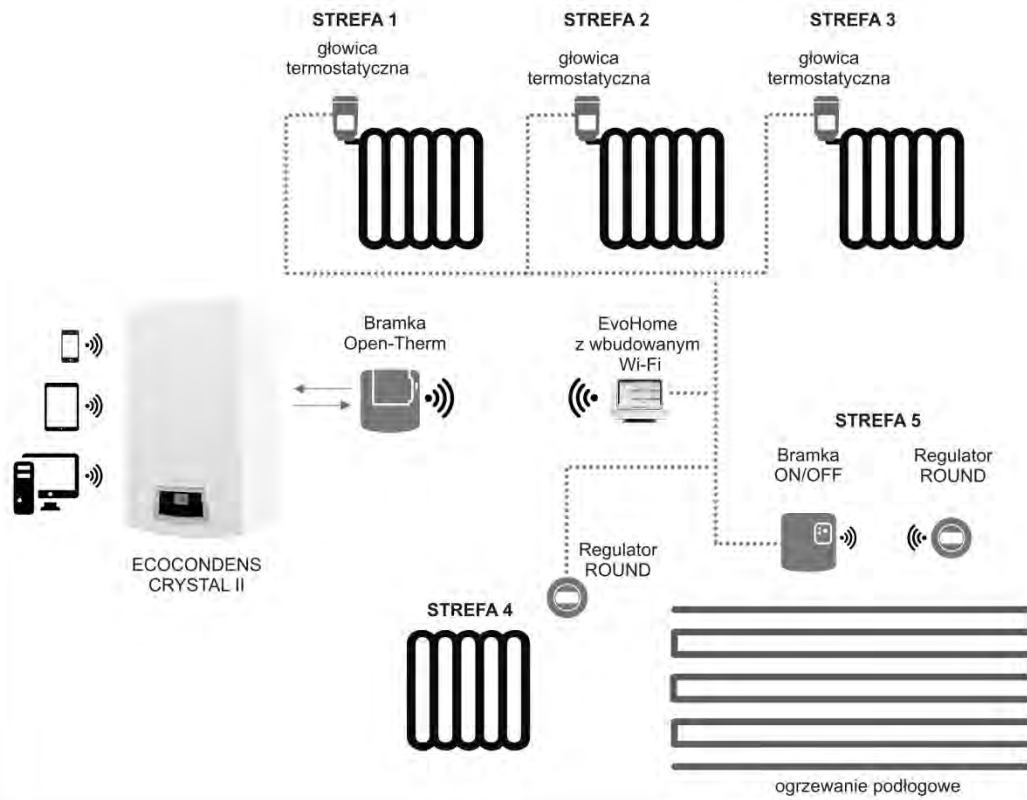 STREFA 1
głowica
termostatyczna
STREFA 2
głowica
termostatyczna
STREFA 3
głowica
termostatyczna
Bramka
Open-Therm
EvoHome
z wbudowanym
Wi-Fi
STREFA 5
Bramka
ON/OFF
Regulator
ROUND
ECOCONDENS
CRYSTAL II
Regulator
ROUND
STREFA 4
ogrzewanie podłogowe